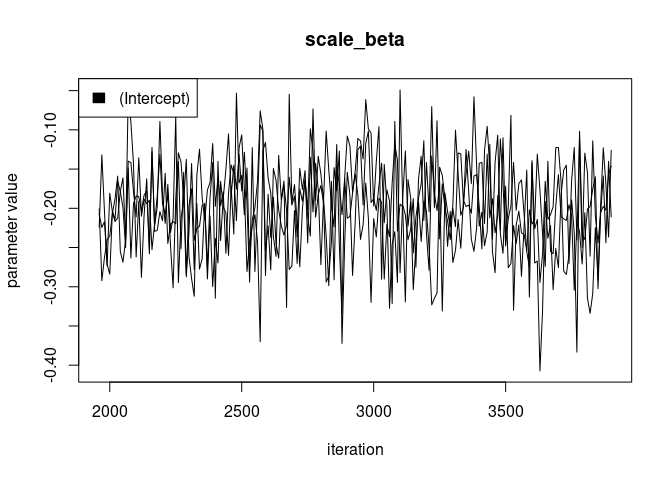 scale_beta
(Intercept)
parameter value
-0.10
-0.20
-0.30
-0.40
2000 2500 3000 3500
iteration